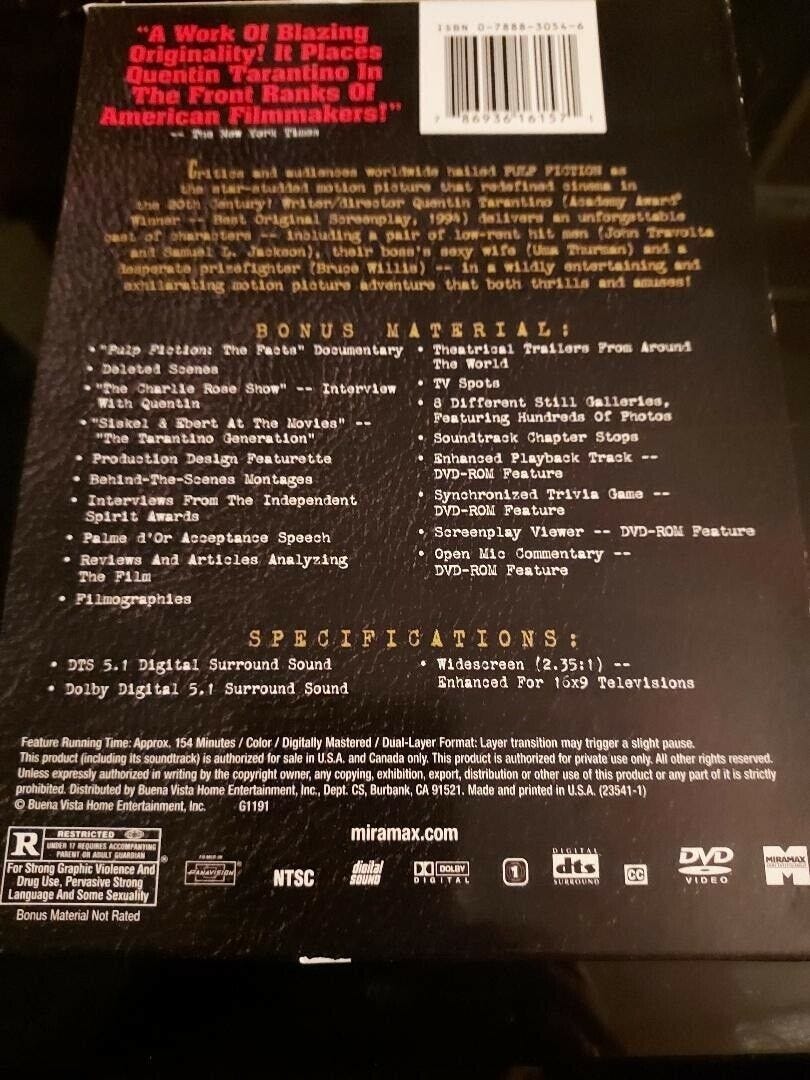 "A Work Of Blazing
Originality! It Places
Quentin Tarantino In
The Front Ranks Of
American Filmmakers!"
-- The New York Times
ISBN 0-7888-3054-6
7 86936 16157 1
Critics and audiences worldwide hailed PULP FICTION as
the star-studded motion picture that redefined cinema in
the 20th Century! Writer/director Quentin Tarantino (Academy Award®
Winner -- Best Original Screenplay, 1994) delivers an unforgettable
cast of characters -- including a pair of low-rent hit men (John Travolta
and Samuel L. Jackson), their boss's sexy wife (Uma Thurman) and a
desperate prizefighter (Bruce Willis) -- in a wildly entertaining and
exhilarating motion picture adventure that both thrills and amuses!
BONUS MATERIAL:
• "Pulp Fiction: The Facts" Documentary
• Deleted Scenes
• "The Charlie Rose Show" -- Interview
With Quentin
• "Siskel & Ebert At The Movies" --
"The Tarantino Generation"
• Production Design Featurette
• Behind-The-Scenes Montages
• Interviews From The Independent
Spirit Awards
• Palme d'Or Acceptance Speech
• Reviews And Articles Analyzing
The Film
• Filmographies
• Theatrical Trailers From Around
The World
• TV Spots
• 8 Different Still Galleries,
Featuring Hundreds Of Photos
• Soundtrack Chapter Stops
• Enhanced Playback Track --
DVD-ROM Feature
• Synchronized Trivia Game --
DVD-ROM Feature
• Screenplay Viewer -- DVD-ROM Feature
• Open Mic Commentary --
DVD-ROM Feature
SPECIFICATIONS:
• DTS 5.1 Digital Surround Sound
• Dolby Digital 5.1 Surround Sound
• Widescreen (2.35:1) --
Enhanced For 16x9 Televisions
Feature Running Time: Approx. 154 Minutes / Color / Digitally Mastered / Dual-Layer Format: Layer transition may trigger a slight pause.
This product (including its soundtrack) is authorized for sale in U.S.A. and Canada only. This product is authorized for private use only. All other rights reserved.
Unless expressly authorized in writing by the copyright owner, any copying, exhibition, export, distribution or other use of this product or any part of it is strictly
prohibited. Distributed by Buena Vista Home Entertainment, Inc., Dept. CS, Burbank, CA 91521. Made and printed in U.S.A. (23541-1)
© Buena Vista Home Entertainment, Inc. G1191
miramax.com
R RESTRICTED
UNDER 17 REQUIRES ACCOMPANYING
PARENT OR ADULT GUARDIAN
For Strong Graphic Violence And
Drug Use, Pervasive Strong
Language And Some Sexuality
Bonus Material Not Rated
FILMED IN
PANAVISION
NTSC
digital
SOUND
DOLBY
DIGITAL
1
DIGITAL
dts
SURROUND
CC
DVD
VIDEO
MIRAMAX
M